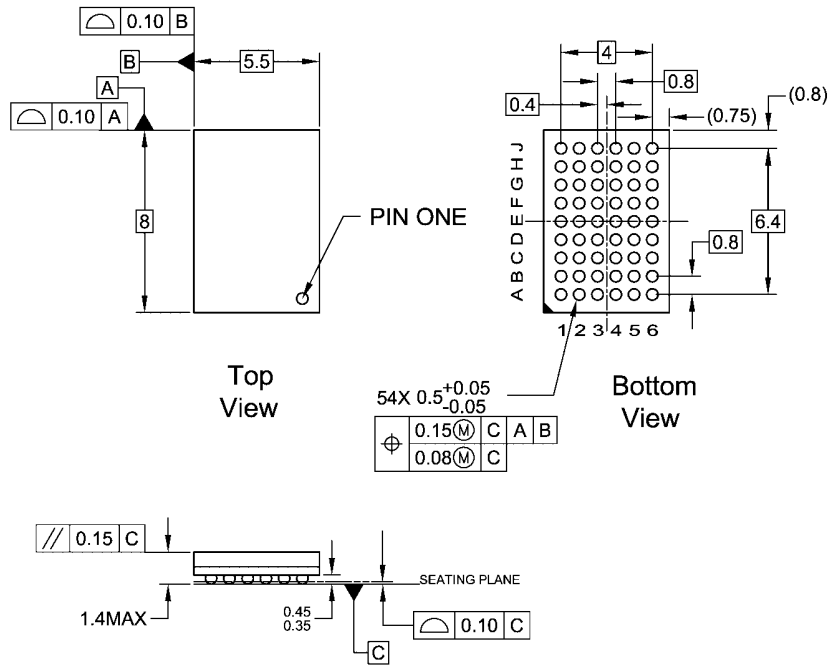 0.10 B
B
5.5
A
0.10 A
8
PIN ONE
Top
View
4
0.8
0.4
(0.75)
(0.8)
J
H
G
F
E
D
C
B
A
6.4
0.8
1 2 3 4 5 6
Bottom
View
54X 0.5 +0.05
-0.05
0.15 Ⓜ C A B
0.08 Ⓜ C
// 0.15 C
1.4MAX
0.45
0.35
SEATING PLANE
0.10 C
C